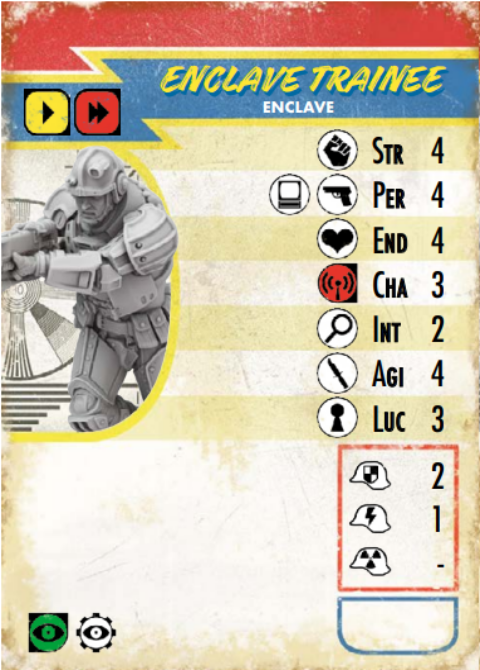 ENCLAVE TRAINEE
ENCLAVE
STR 4
PER 4
END 4
CHA 3
INT 2
AGI 4
LUC 3
2
1
-